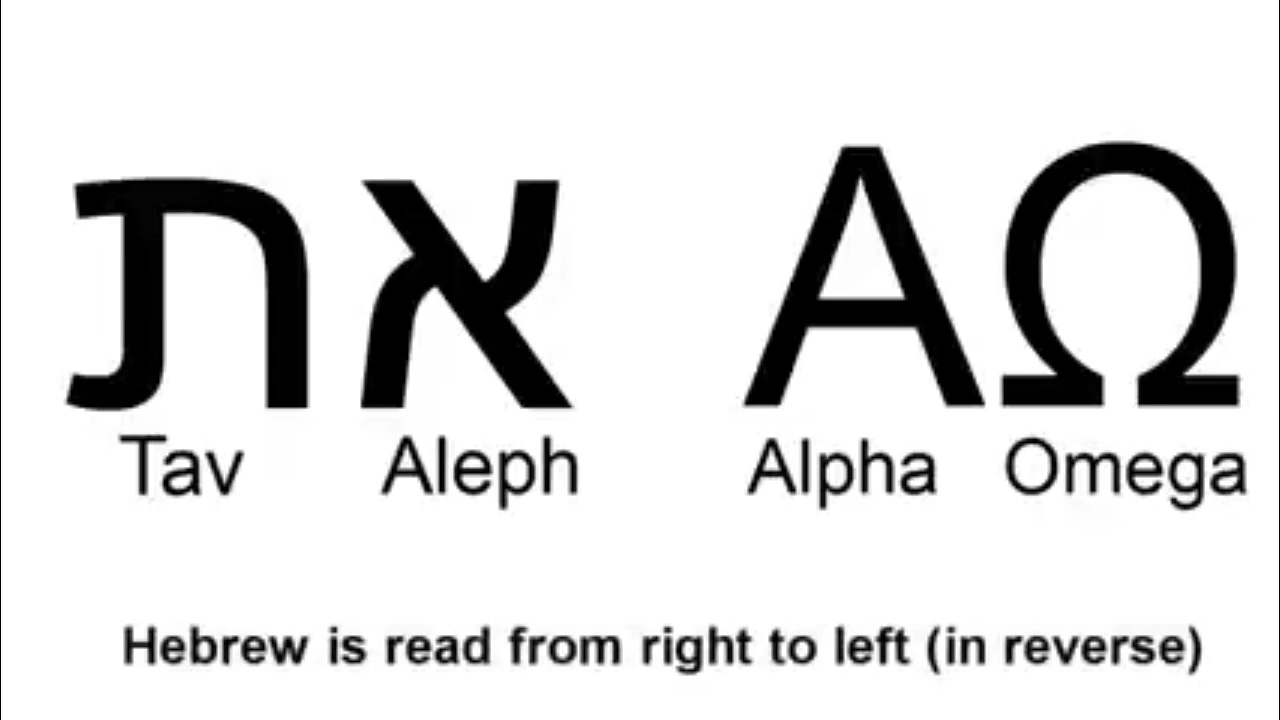 את ΑΩ
Tav Aleph Alpha Omega
Hebrew is read from right to left (in reverse)